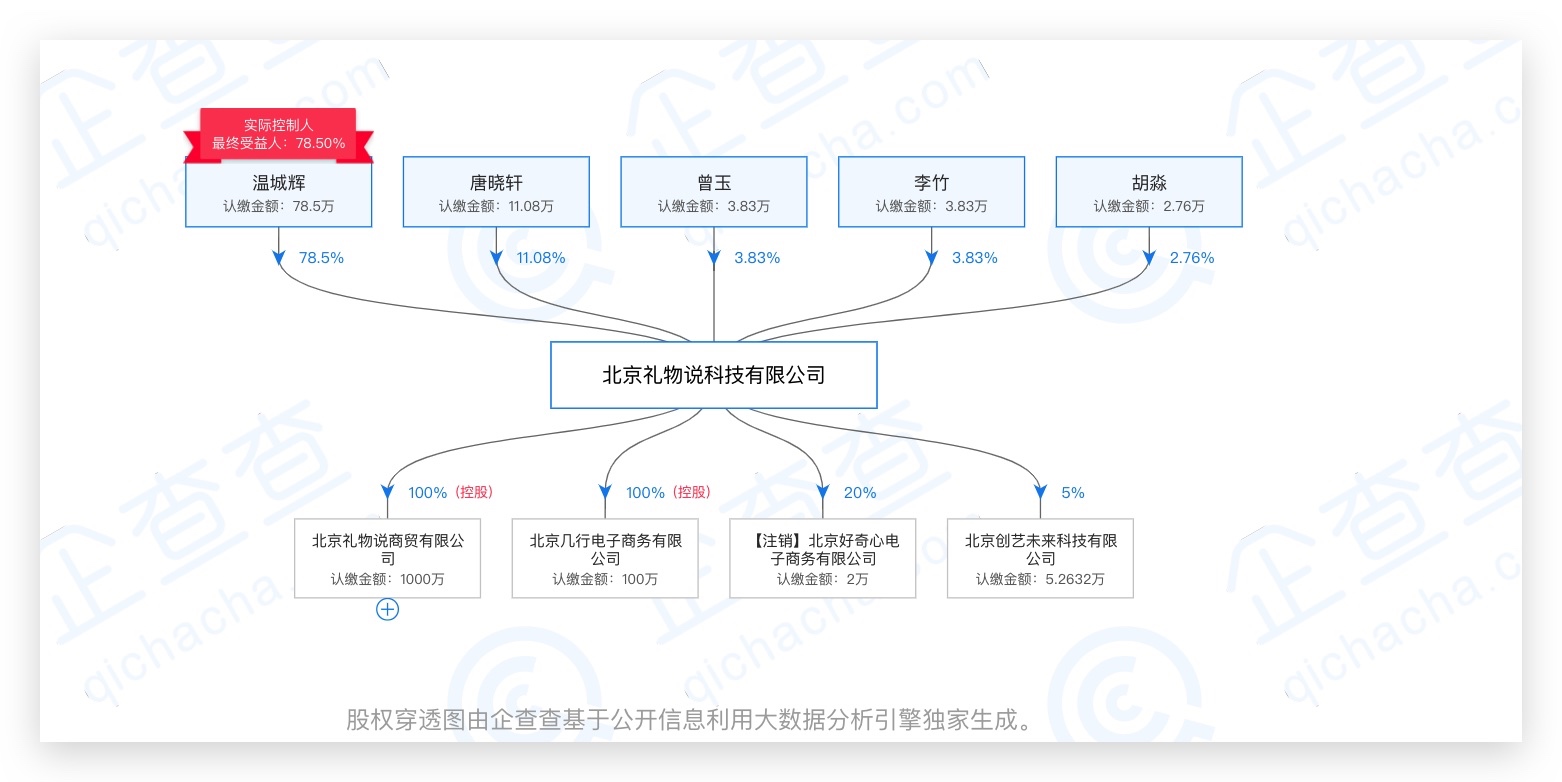 实际控制人
最终受益人：78.50%
温城辉
认缴金额：78.5万
唐晓轩
认缴金额：11.08万
曾玉
认缴金额：3.83万
李竹
认缴金额：3.83万
胡淼
认缴金额：2.76万
78.5%
11.08%
3.83%
3.83%
2.76%
北京礼物说科技有限公司
100%（控股）
100%（控股）
20%
5%
北京礼物说商贸有限公
司
认缴金额：1000万
北京几行电子商务有限
公司
认缴金额：100万
【注销】北京好奇心电
子商务有限公司
认缴金额：2万
北京创艺未来科技有限
公司
认缴金额：5.2632万
股权穿透图由企查查基于公开信息利用大数据分析引擎独家生成。
企查查
qichacha.com